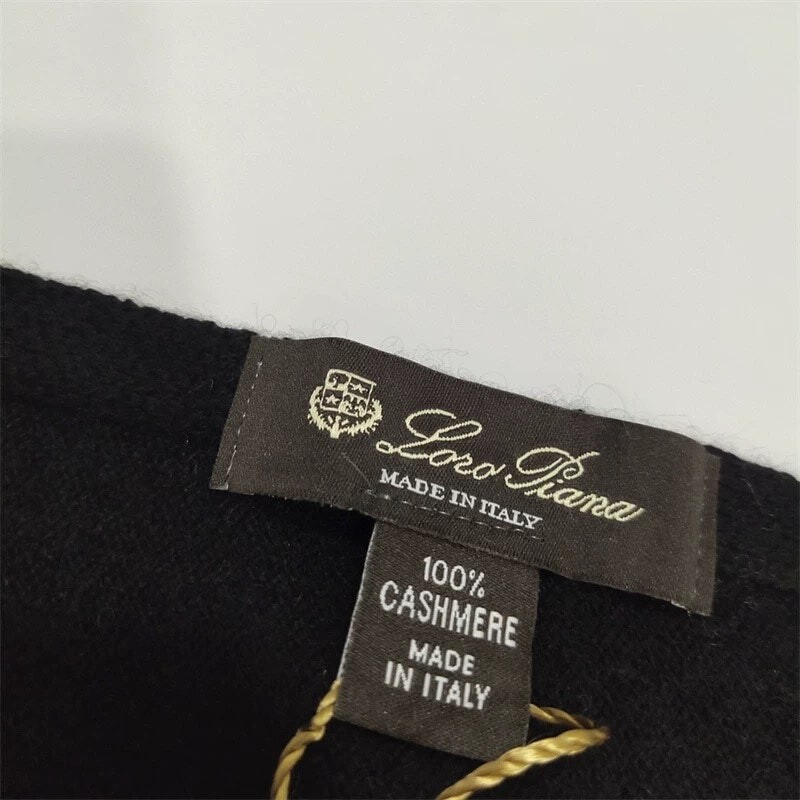 Loro Piana
MADE IN ITALY
100%
CASHMERE
MADE
IN ITALY